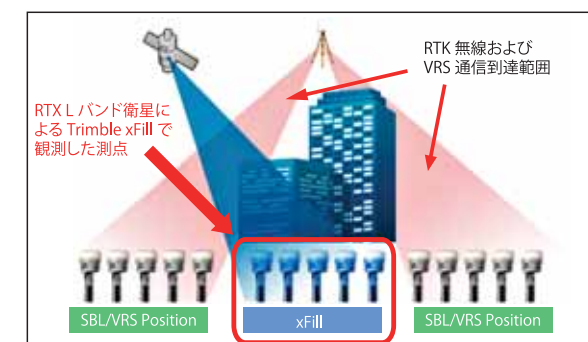 RTK 無線および
VRS 通信到達範囲
RTX L バンド衛星に
よる Trimble xFill で
観測した測点
SBL/VRS Position
xFill
SBL/VRS Position